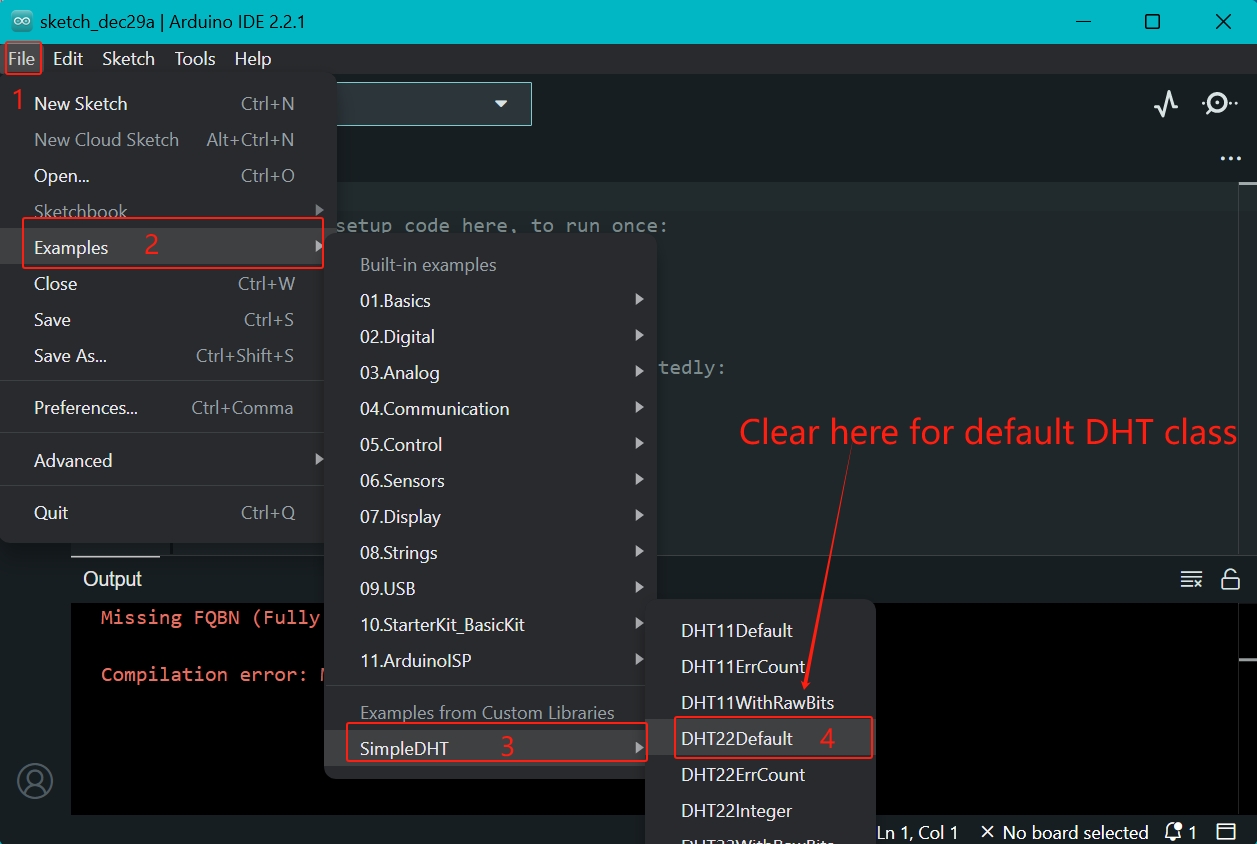 sketch_dec29a | Arduino IDE 2.2.1
File Edit Sketch Tools Help
1
New Sketch Ctrl+N
New Cloud Sketch Alt+Ctrl+N
Open... Ctrl+O
Sketchbook
Examples 2
Close Ctrl+W
Save Ctrl+S
Save As... Ctrl+Shift+S
Preferences... Ctrl+Comma
Advanced
Quit Ctrl+Q
setup code here, to run once:
tedly:
Built-in examples
01.Basics
02.Digital
03.Analog
04.Communication
05.Control
06.Sensors
07.Display
08.Strings
09.USB
10.StarterKit_BasicKit
11.ArduinoISP
Examples from Custom Libraries
SimpleDHT 3
Clear here for default DHT class
DHT11Default
DHT11ErrCount
DHT11WithRawBits
DHT22Default 4
DHT22ErrCount
DHT22Integer
DHT22WithRawBits
Output
Missing FQBN (Fully
Compilation error:
Ln 1, Col 1 No board selected 1